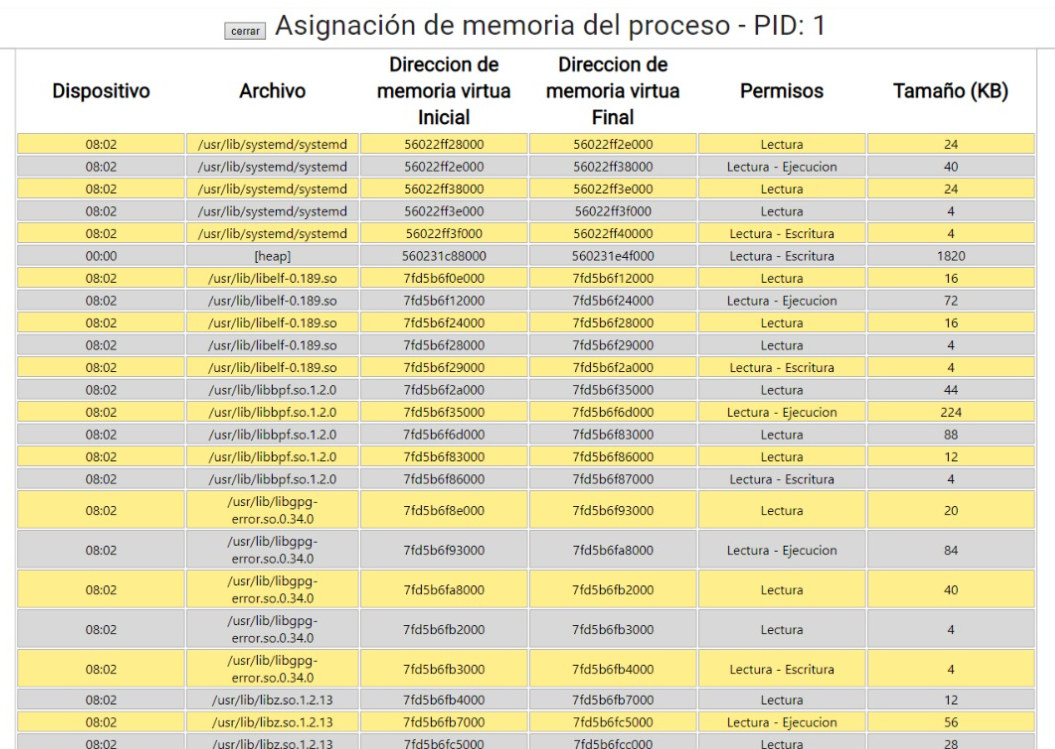 cerrar Asignación de memoria del proceso - PID: 1
Dispositivo Archivo Direccion de memoria virtua Inicial Direccion de memoria virtua Final Permisos Tamaño (KB)
08:02 /usr/lib/systemd/systemd 56022ff28000 56022ff2e000 Lectura 24
08:02 /usr/lib/systemd/systemd 56022ff2e000 56022ff38000 Lectura - Ejecucion 40
08:02 /usr/lib/systemd/systemd 56022ff38000 56022ff3e000 Lectura 24
08:02 /usr/lib/systemd/systemd 56022ff3e000 56022ff3f000 Lectura 4
08:02 /usr/lib/systemd/systemd 56022ff3f000 56022ff40000 Lectura - Escritura 4
00:00 [heap] 560231c88000 560231e4f000 Lectura - Escritura 1820
08:02 /usr/lib/libelf-0.189.so 7fd5b6f0e000 7fd5b6f12000 Lectura 16
08:02 /usr/lib/libelf-0.189.so 7fd5b6f12000 7fd5b6f24000 Lectura - Ejecucion 72
08:02 /usr/lib/libelf-0.189.so 7fd5b6f24000 7fd5b6f28000 Lectura 16
08:02 /usr/lib/libelf-0.189.so 7fd5b6f28000 7fd5b6f29000 Lectura 4
08:02 /usr/lib/libelf-0.189.so 7fd5b6f29000 7fd5b6f2a000 Lectura - Escritura 4
08:02 /usr/lib/libbpf.so.1.2.0 7fd5b6f2a000 7fd5b6f35000 Lectura 44
08:02 /usr/lib/libbpf.so.1.2.0 7fd5b6f35000 7fd5b6f6d000 Lectura - Ejecucion 224
08:02 /usr/lib/libbpf.so.1.2.0 7fd5b6f6d000 7fd5b6f83000 Lectura 88
08:02 /usr/lib/libbpf.so.1.2.0 7fd5b6f83000 7fd5b6f86000 Lectura 12
08:02 /usr/lib/libbpf.so.1.2.0 7fd5b6f86000 7fd5b6f87000 Lectura - Escritura 4
08:02 /usr/lib/libgpg-error.so.0.34.0 7fd5b6f8e000 7fd5b6f93000 Lectura 20
08:02 /usr/lib/libgpg-error.so.0.34.0 7fd5b6f93000 7fd5b6fa8000 Lectura - Ejecucion 84
08:02 /usr/lib/libgpg-error.so.0.34.0 7fd5b6fa8000 7fd5b6fb2000 Lectura 40
08:02 /usr/lib/libgpg-error.so.0.34.0 7fd5b6fb2000 7fd5b6fb3000 Lectura 4
08:02 /usr/lib/libgpg-error.so.0.34.0 7fd5b6fb3000 7fd5b6fb4000 Lectura - Escritura 4
08:02 /usr/lib/libz.so.1.2.13 7fd5b6fb4000 7fd5b6fb7000 Lectura 12
08:02 /usr/lib/libz.so.1.2.13 7fd5b6fb7000 7fd5b6fc5000 Lectura - Ejecucion 56
08:02 /usr/lib/libz.so.1.2.13 7fd5b6fc5000 7fd5b6fcc000 Lectura 28